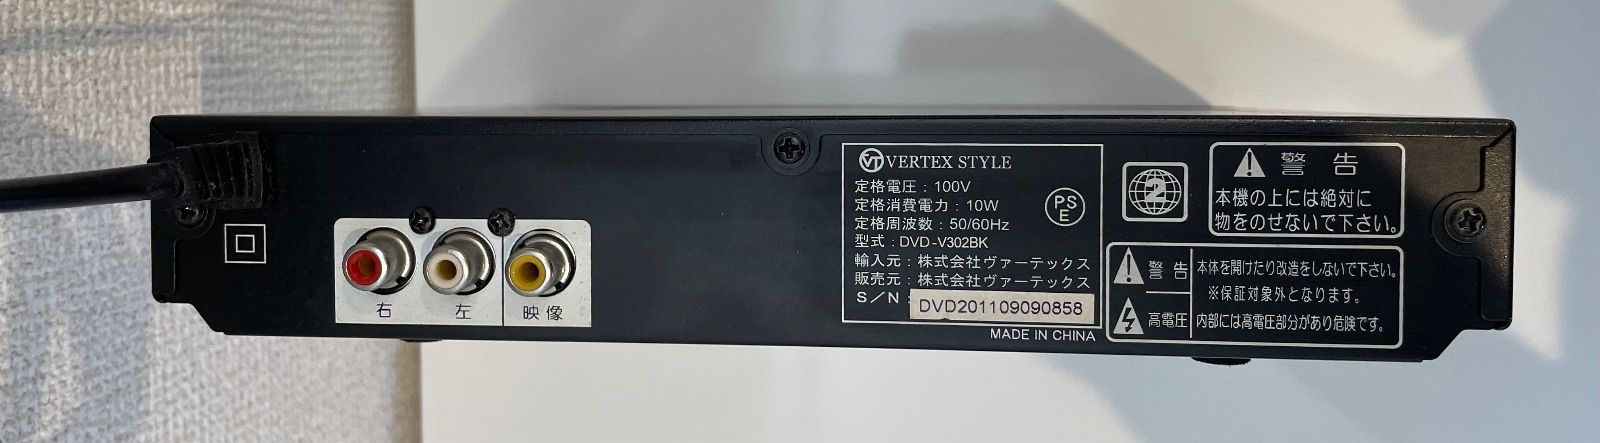 右
左
映像
VT VERTEX STYLE
定格電圧：100V
定格消費電力：10W
定格周波数：50/60Hz
型式：DVD-V302BK
輸入元：株式会社ヴァーテックス
販売元：株式会社ヴァーテックス
S／N：DVD201109090858
PSE
MADE IN CHINA
2
警告
本機の上には絶対に
物をのせないで下さい。
警告
本体を開けたり改造をしないで下さい。
※保証対象外となります。
高電圧
内部には高電圧部分があり危険です。